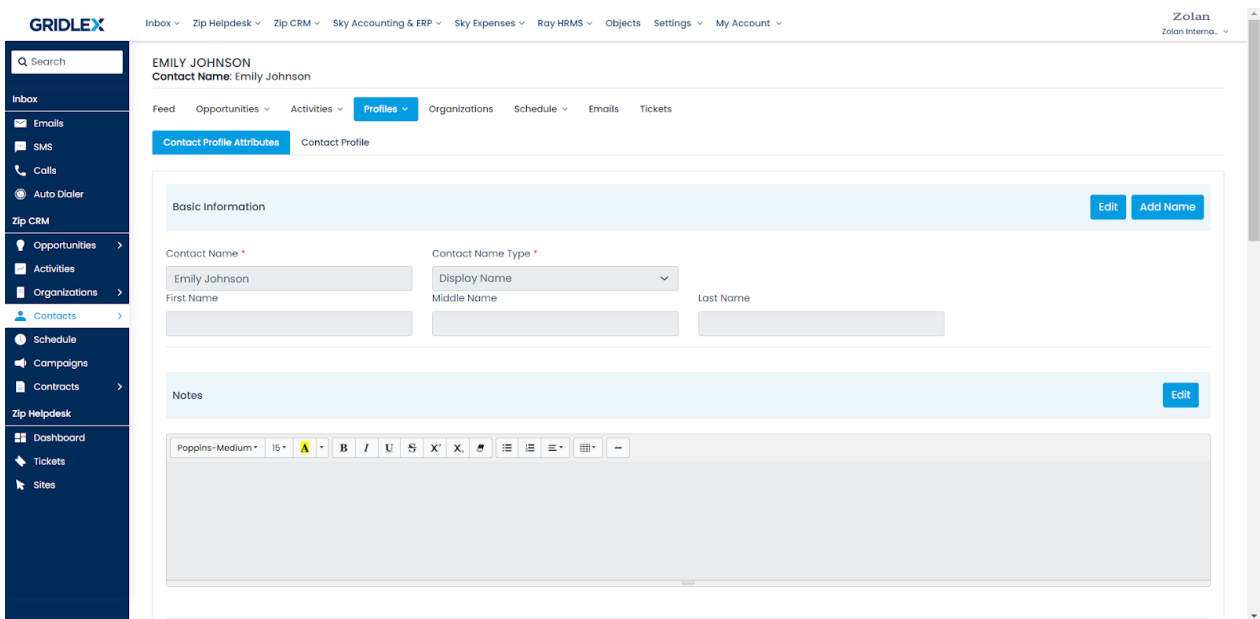 GRIDLEX
Inbox Zip Helpdesk Zip CRM Sky Accounting & ERP Sky Expenses Ray HRMS Objects Settings My Account
Zolan
Zolan Interna..
Search
Inbox
Emails
SMS
Calls
Auto Dialer
Zip CRM
Opportunities
Activities
Organizations
Contacts
Schedule
Campaigns
Contracts
Zip Helpdesk
Dashboard
Tickets
Sites
EMILY JOHNSON
Contact Name: Emily Johnson
Feed Opportunities Activities Profiles Organizations Schedule Emails Tickets
Contact Profile Attributes Contact Profile
Basic Information Edit Add Name
Contact Name * Contact Name Type *
Emily Johnson Display Name
First Name Middle Name Last Name
Notes Edit
Poppins-Medium 15 A B I U S X² X₂